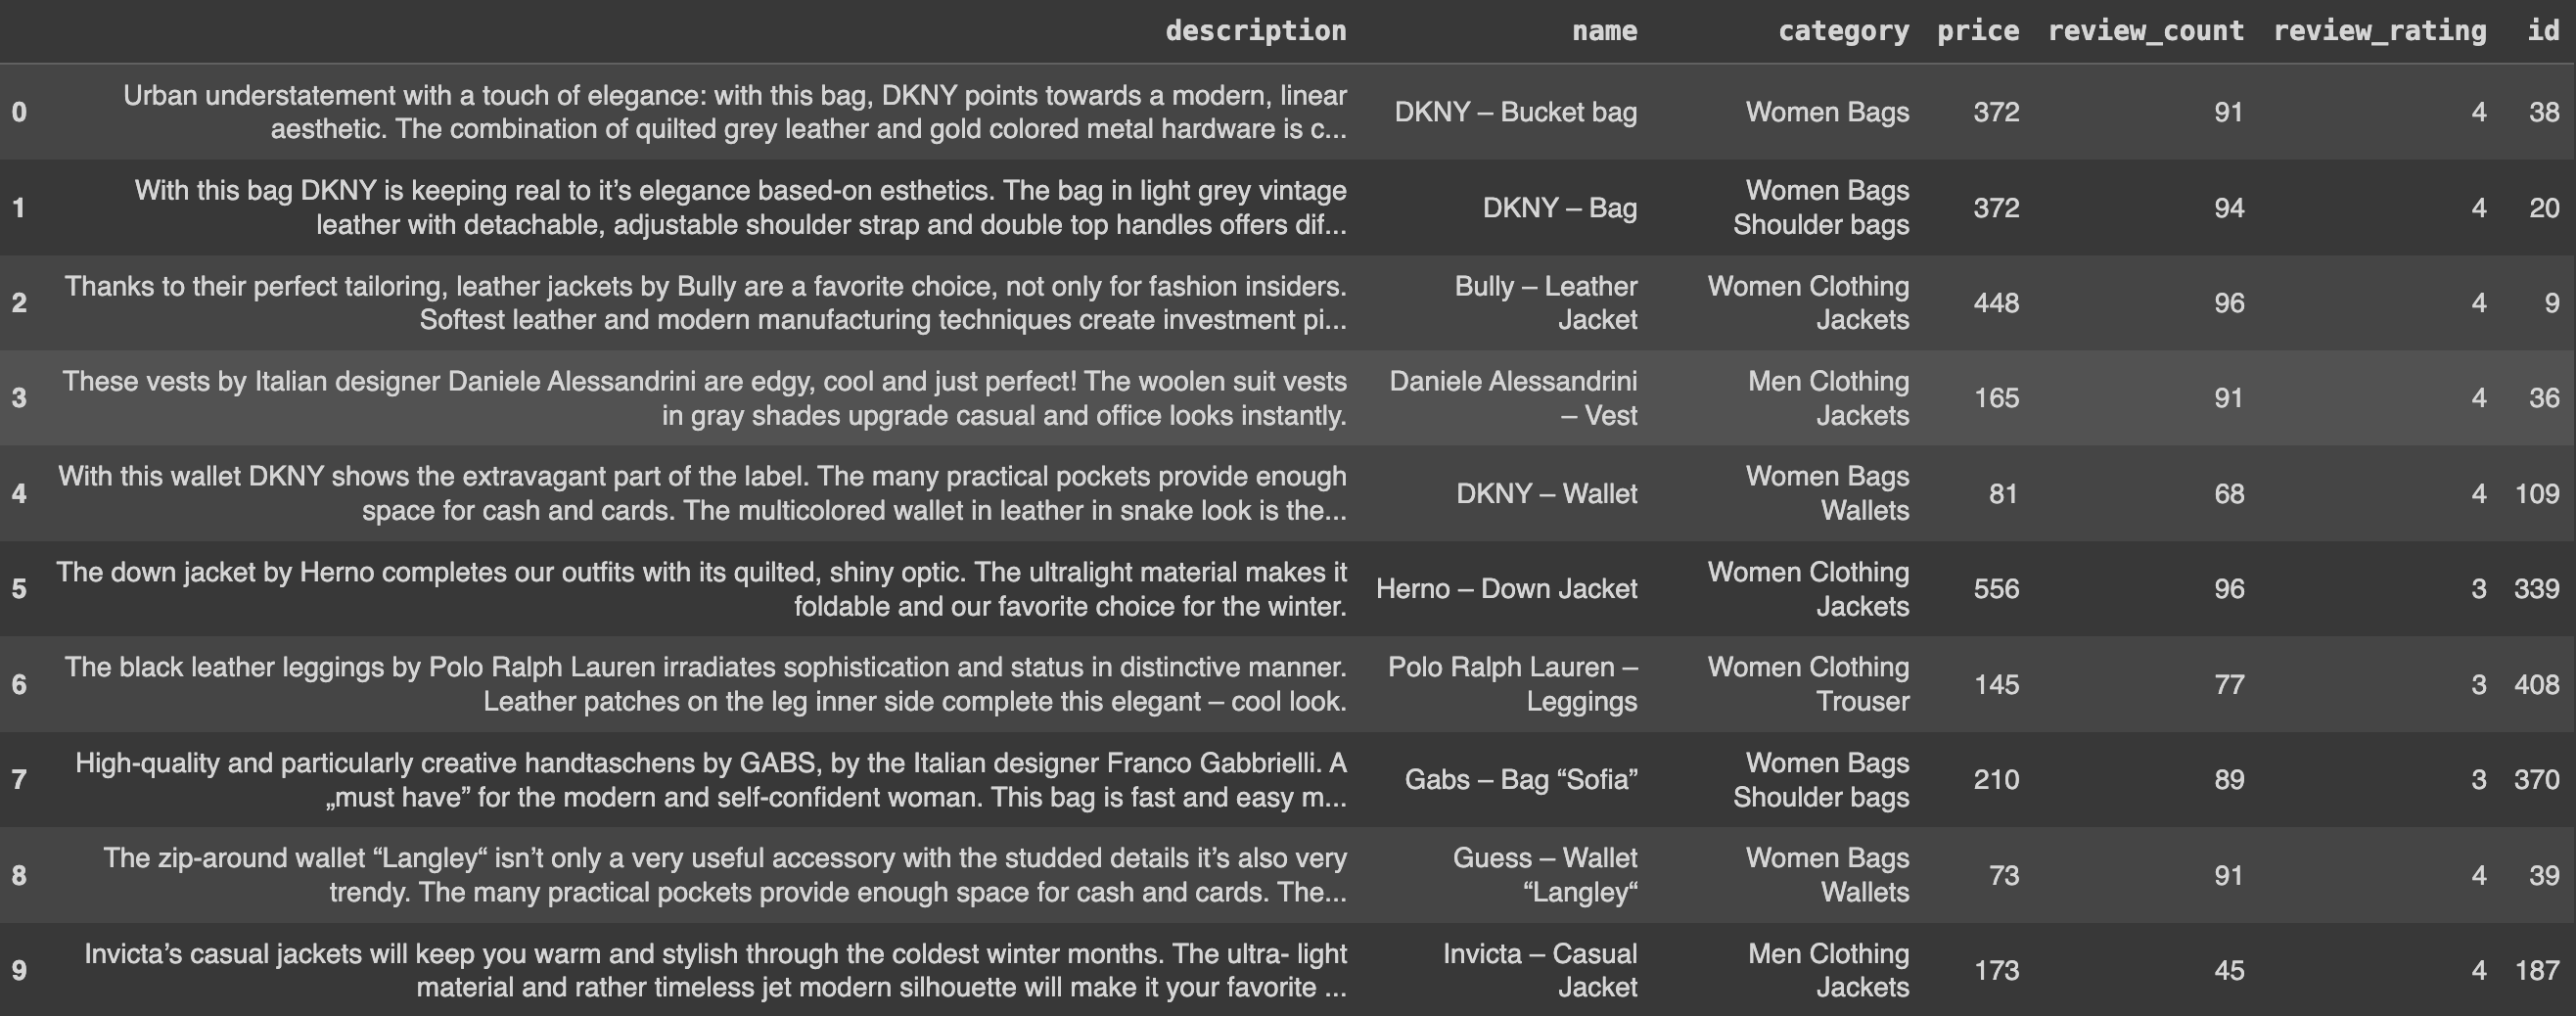 description name category price review_count review_rating id
0 Urban understatement with a touch of elegance: with this bag, DKNY points towards a modern, linear
aesthetic. The combination of quilted grey leather and gold colored metal hardware is c... DKNY – Bucket bag Women Bags 372 91 4 38
1 With this bag DKNY is keeping real to it’s elegance based-on esthetics. The bag in light grey vintage
leather with detachable, adjustable shoulder strap and double top handles offers dif... DKNY – Bag Women Bags
Shoulder bags 372 94 4 20
2 Thanks to their perfect tailoring, leather jackets by Bully are a favorite choice, not only for fashion insiders.
Softest leather and modern manufacturing techniques create investment pi... Bully – Leather
Jacket Women Clothing
Jackets 448 96 4 9
3 These vests by Italian designer Daniele Alessandrini are edgy, cool and just perfect! The woolen suit vests
in gray shades upgrade casual and office looks instantly. Daniele Alessandrini
– Vest Men Clothing
Jackets 165 91 4 36
4 With this wallet DKNY shows the extravagant part of the label. The many practical pockets provide enough
space for cash and cards. The multicolored wallet in leather in snake look is the... DKNY – Wallet Women Bags
Wallets 81 68 4 109
5 The down jacket by Herno completes our outfits with its quilted, shiny optic. The ultralight material makes it
foldable and our favorite choice for the winter. Herno – Down Jacket Women Clothing
Jackets 556 96 3 339
6 The black leather leggings by Polo Ralph Lauren irradiates sophistication and status in distinctive manner.
Leather patches on the leg inner side complete this elegant – cool look. Polo Ralph Lauren –
Leggings Women Clothing
Trouser 145 77 3 408
7 High-quality and particularly creative handtaschens by GABS, by the Italian designer Franco Gabbrielli. A
„must have” for the modern and self-confident woman. This bag is fast and easy m... Gabs – Bag “Sofia” Women Bags
Shoulder bags 210 89 3 370
8 The zip-around wallet “Langley“ isn’t only a very useful accessory with the studded details it’s also very
trendy. The many practical pockets provide enough space for cash and cards. The... Guess – Wallet
“Langley“ Women Bags
Wallets 73 91 4 39
9 Invicta’s casual jackets will keep you warm and stylish through the coldest winter months. The ultra- light
material and rather timeless jet modern silhouette will make it your favorite ... Invicta – Casual
Jacket Men Clothing
Jackets 173 45 4 187